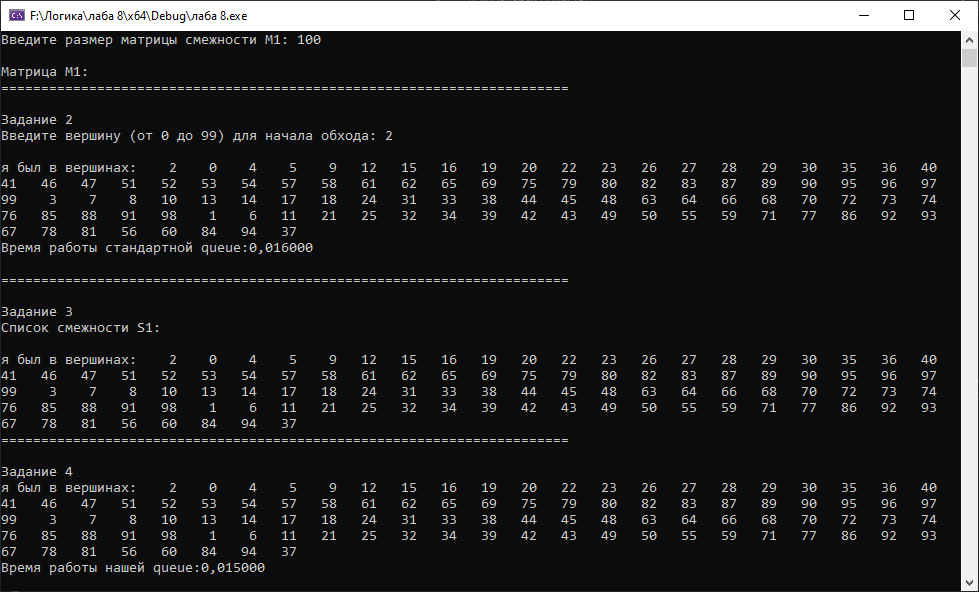 F:\Логика\лаба 8\x64\Debug\лаба 8.exe
Введите размер матрицы смежности M1: 100
Матрица M1:
=======================================================================
Задание 2
Введите вершину (от 0 до 99) для начала обхода: 2
я был в вершинах:    2    0    4    5    9   12   15   16   19   20   22   23   26   27   28   29   30   35   36   40
41   46   47   51   52   53   54   57   58   61   62   65   69   75   79   80   82   83   87   89   90   95   96   97
99    3    7    8   10   13   14   17   18   24   31   33   38   44   45   48   63   64   66   68   70   72   73   74
76   85   88   91   98    1    6   11   21   25   32   34   39   42   43   49   50   55   59   71   77   86   92   93
67   78   81   56   60   84   94   37
Время работы стандартной queue:0,016000
=======================================================================
Задание 3
Список смежности S1:
я был в вершинах:    2    0    4    5    9   12   15   16   19   20   22   23   26   27   28   29   30   35   36   40
41   46   47   51   52   53   54   57   58   61   62   65   69   75   79   80   82   83   87   89   90   95   96   97
99    3    7    8   10   13   14   17   18   24   31   33   38   44   45   48   63   64   66   68   70   72   73   74
76   85   88   91   98    1    6   11   21   25   32   34   39   42   43   49   50   55   59   71   77   86   92   93
67   78   81   56   60   84   94   37
=======================================================================
Задание 4
я был в вершинах:    2    0    4    5    9   12   15   16   19   20   22   23   26   27   28   29   30   35   36   40
41   46   47   51   52   53   54   57   58   61   62   65   69   75   79   80   82   83   87   89   90   95   96   97
99    3    7    8   10   13   14   17   18   24   31   33   38   44   45   48   63   64   66   68   70   72   73   74
76   85   88   91   98    1    6   11   21   25   32   34   39   42   43   49   50   55   59   71   77   86   92   93
67   78   81   56   60   84   94   37
Время работы нашей queue:0,015000